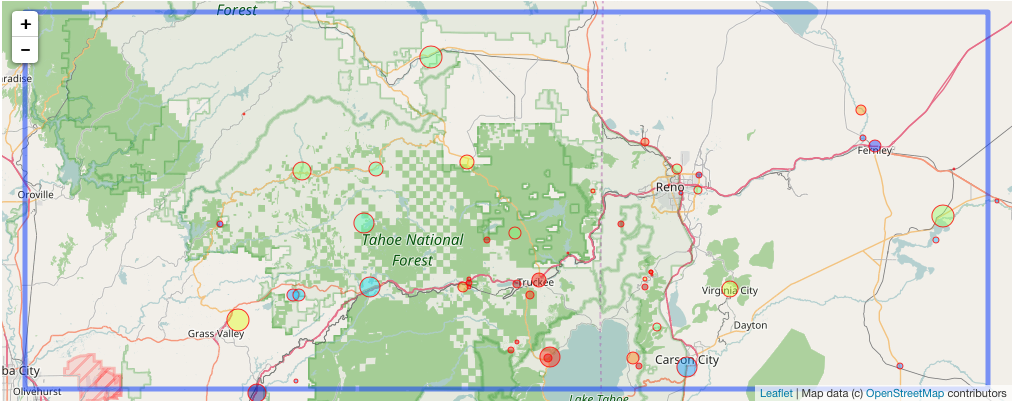 Forest
+
−
aradise
Fernley
Oroville
Reno
Tahoe National
Forest
Truckee
Virginia City
Grass Valley
Dayton
Carson City
ba City
Olivehurst
Lake Tahoe
Leaflet | Map data (c) OpenStreetMap contributors